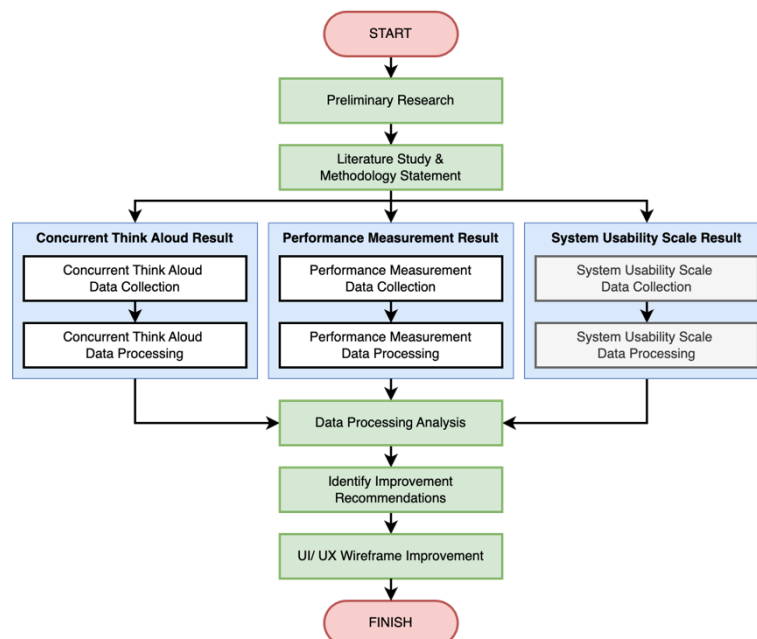 START
Preliminary Research
Literature Study &
Methodology Statement
Concurrent Think Aloud Result
Concurrent Think Aloud
Data Collection
Concurrent Think Aloud
Data Processing
Performance Measurement Result
Performance Measurement
Data Collection
Performance Measurement
Data Processing
System Usability Scale Result
System Usability Scale
Data Collection
System Usability Scale
Data Processing
Data Processing Analysis
Identify Improvement
Recommendations
UI/ UX Wireframe Improvement
FINISH